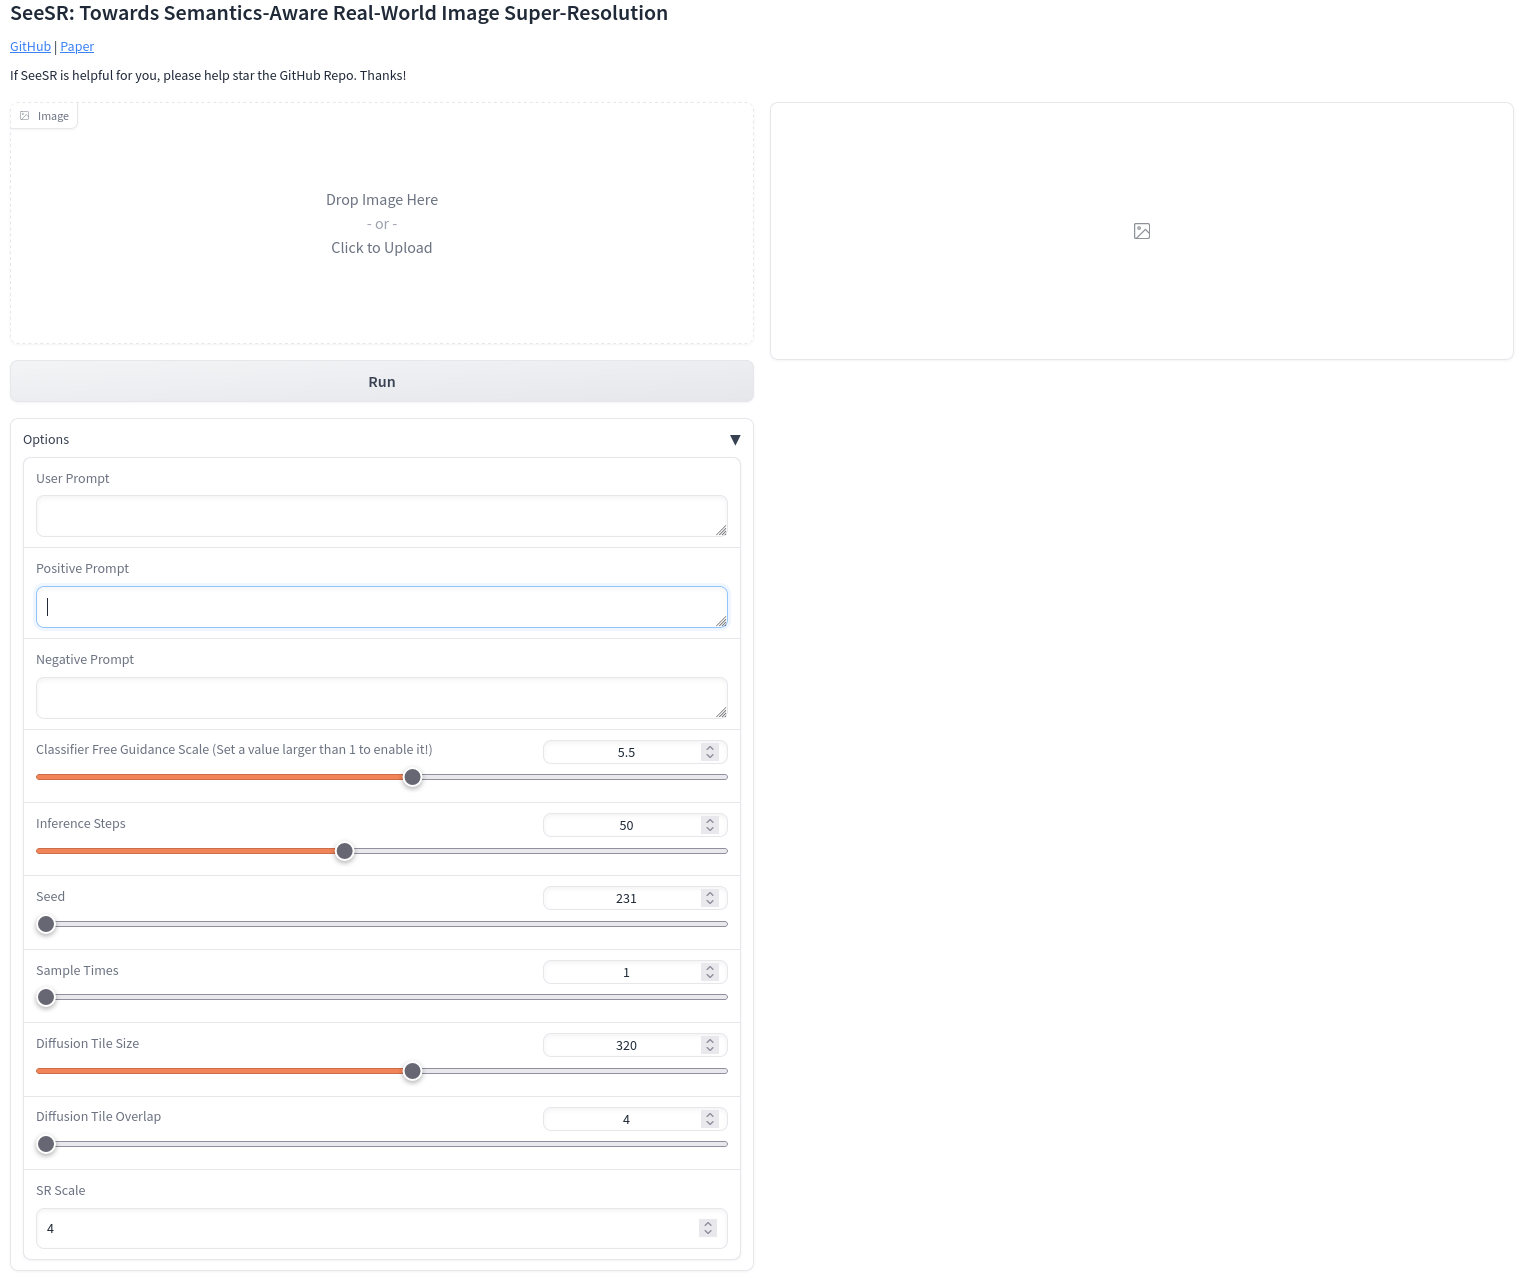 SeeSR: Towards Semantics-Aware Real-World Image Super-Resolution
GitHub | Paper
If SeeSR is helpful for you, please help star the GitHub Repo. Thanks!
Image
Drop Image Here
- or -
Click to Upload
Run
Options
User Prompt
Positive Prompt
Negative Prompt
Classifier Free Guidance Scale (Set a value larger than 1 to enable it!)
5.5
Inference Steps
50
Seed
231
Sample Times
1
Diffusion Tile Size
320
Diffusion Tile Overlap
4
SR Scale
4